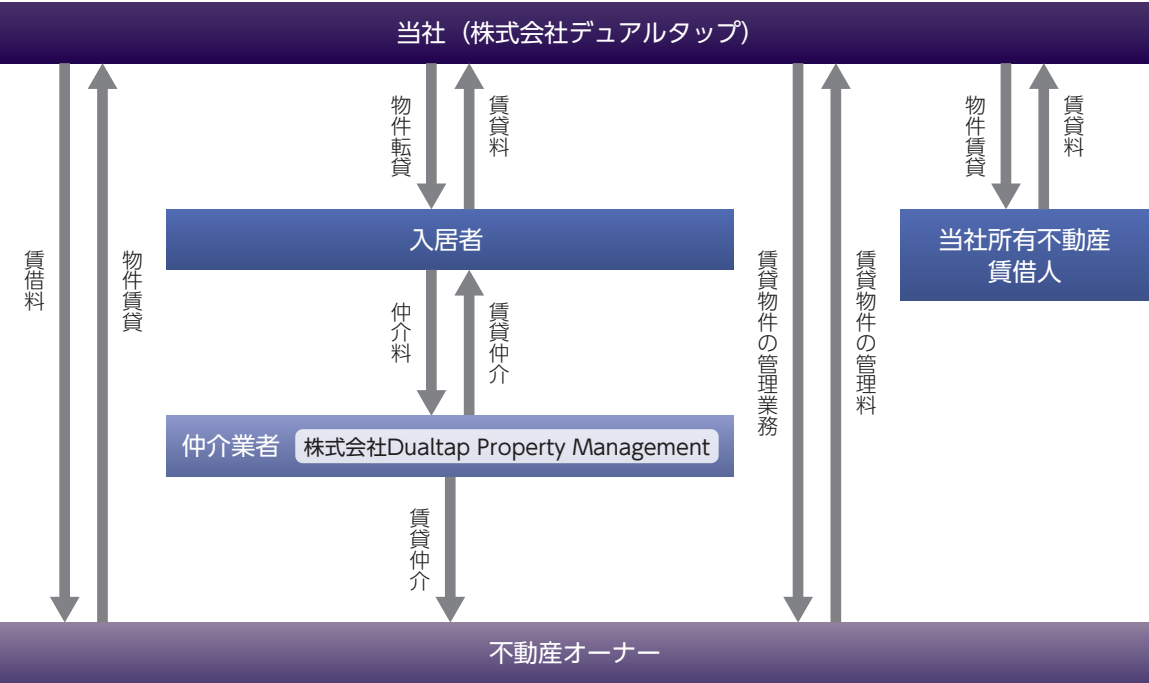 当社（株式会社デュアルタップ）
賃借料
物件賃貸
物件転貸
賃貸料
賃貸物件の管理業務
賃貸物件の管理料
物件賃貸
賃貸料
入居者
当社所有不動産
賃借人
仲介料
賃貸仲介
仲介業者 株式会社Dualtap Property Management
賃貸仲介
不動産オーナー